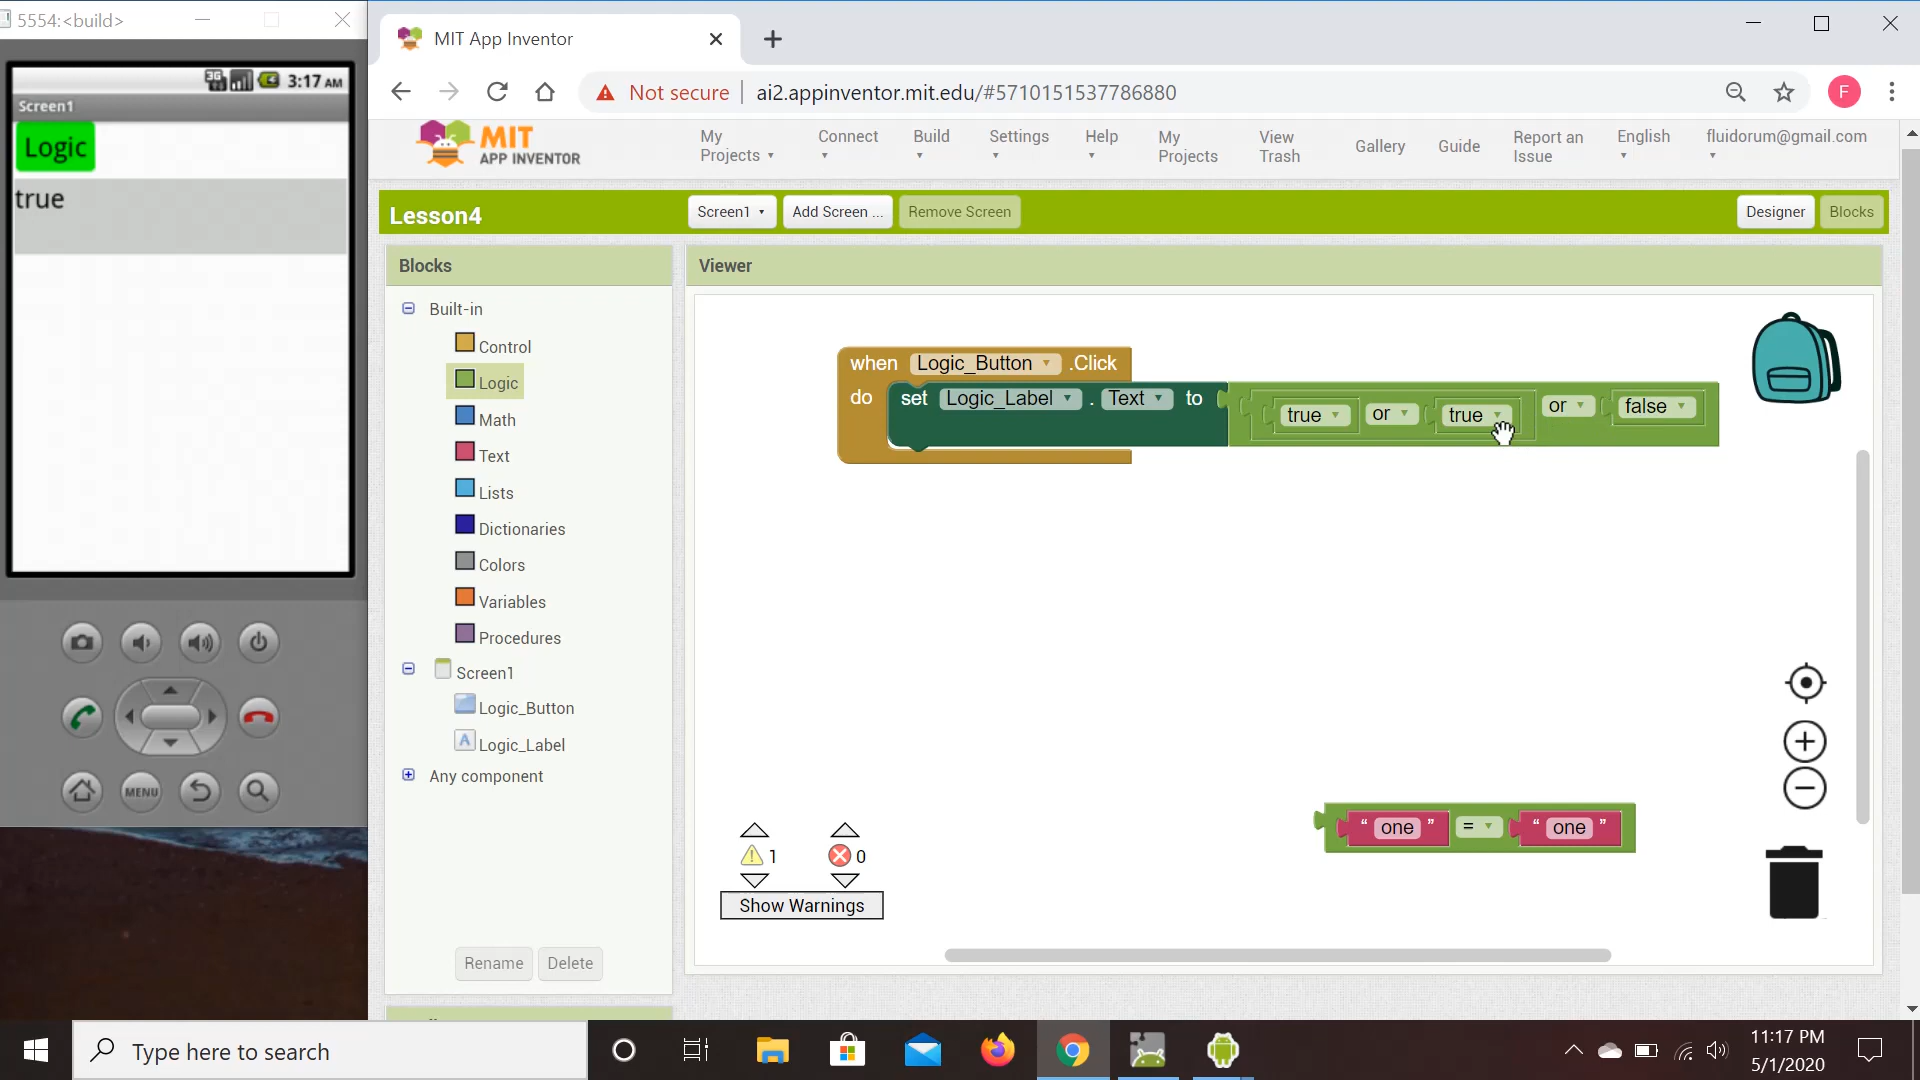 5554:<build>
3G 3:17 AM
Screen1
Logic
true
MENU
MIT App Inventor
Not secure ai2.appinventor.mit.edu/#5710151537786880
F
MIT
APP INVENTOR
My Projects
Connect
Build
Settings
Help
My Projects
View Trash
Gallery
Guide
Report an Issue
English
fluidorum@gmail.com
Lesson4
Screen1
Add Screen ...
Remove Screen
Designer
Blocks
Blocks
Built-in
Control
Logic
Math
Text
Lists
Dictionaries
Colors
Variables
Procedures
Screen1
Logic_Button
A Logic_Label
Any component
Rename
Delete
Viewer
when Logic_Button .Click
do set Logic_Label . Text to true or true or false
“ one ” = “ one ”
1
0
Show Warnings
Type here to search
11:17 PM
5/1/2020